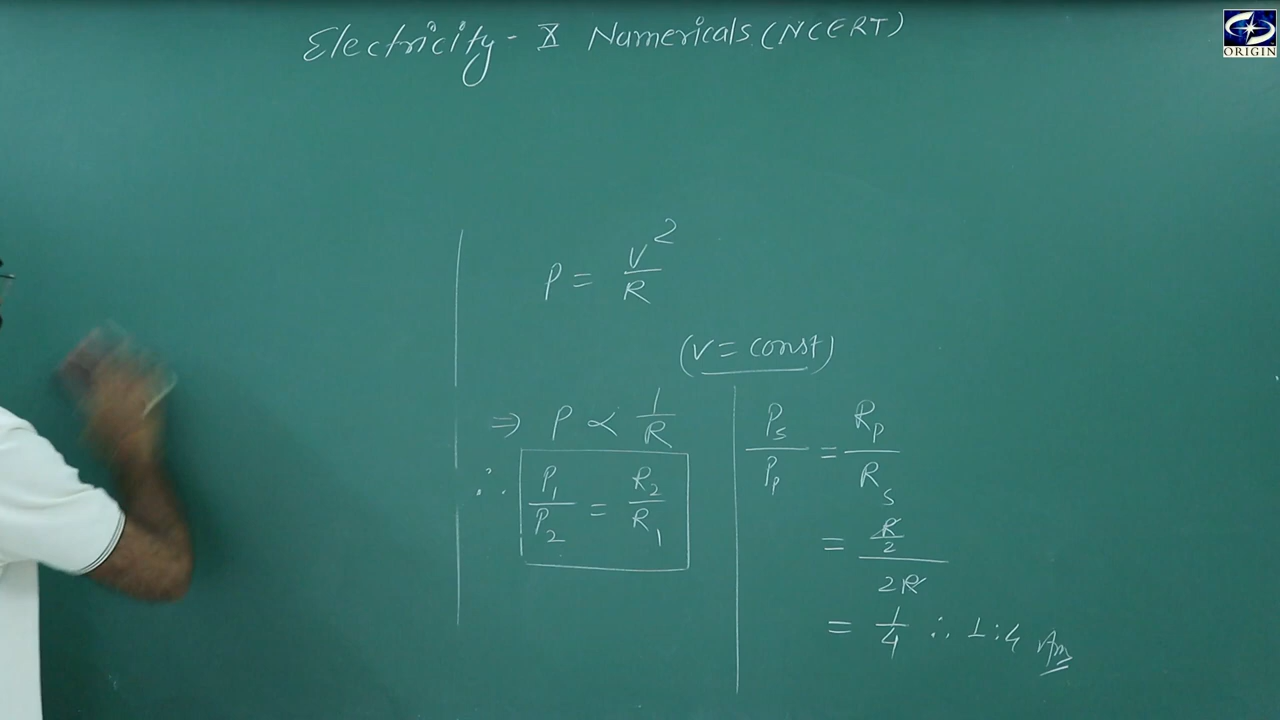 Electricity - X Numericals (NCERT)
ORIGIN
P = V²/R
(V = const)
⇒ P ∝ 1/R
∴ P₁/P₂ = R₂/R₁
Pₛ/Pₚ = Rₚ/Rₛ
= (R/2)/(2R)
= 1/4 ∴ 1:4 Ans